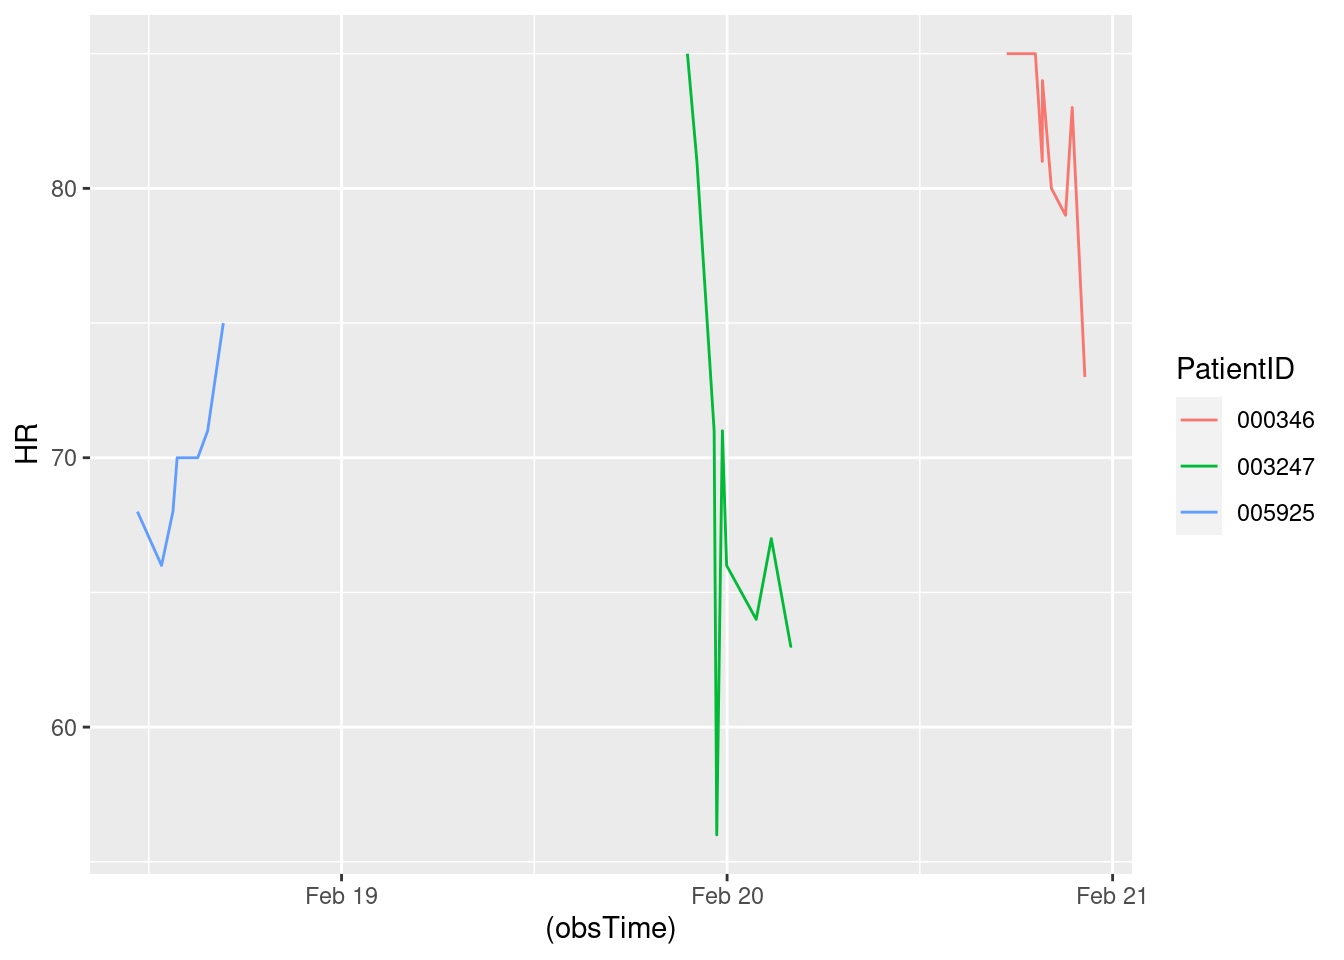 80
70
60
HR
Feb 19
Feb 20
Feb 21
(obsTime)
PatientID
000346
003247
005925